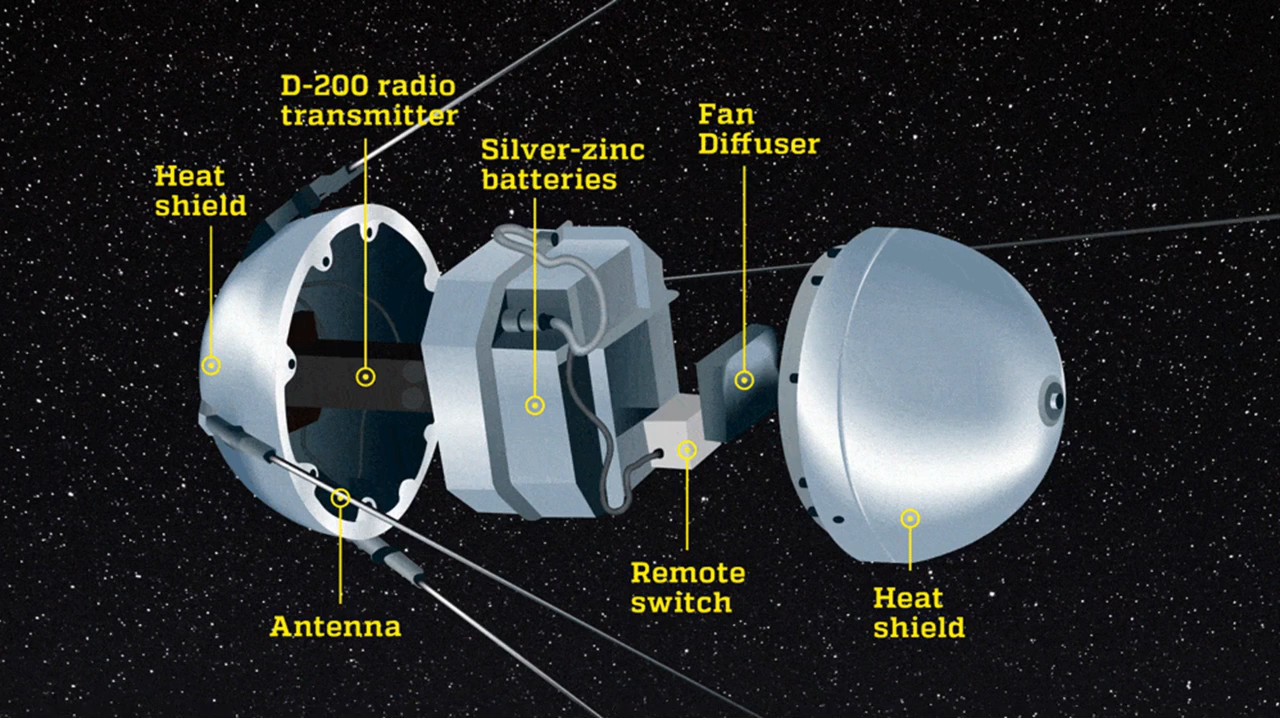 D-200 radio
transmitter
Fan
Diffuser
Silver-zinc
batteries
Heat
shield
Remote
switch
Heat
shield
Antenna